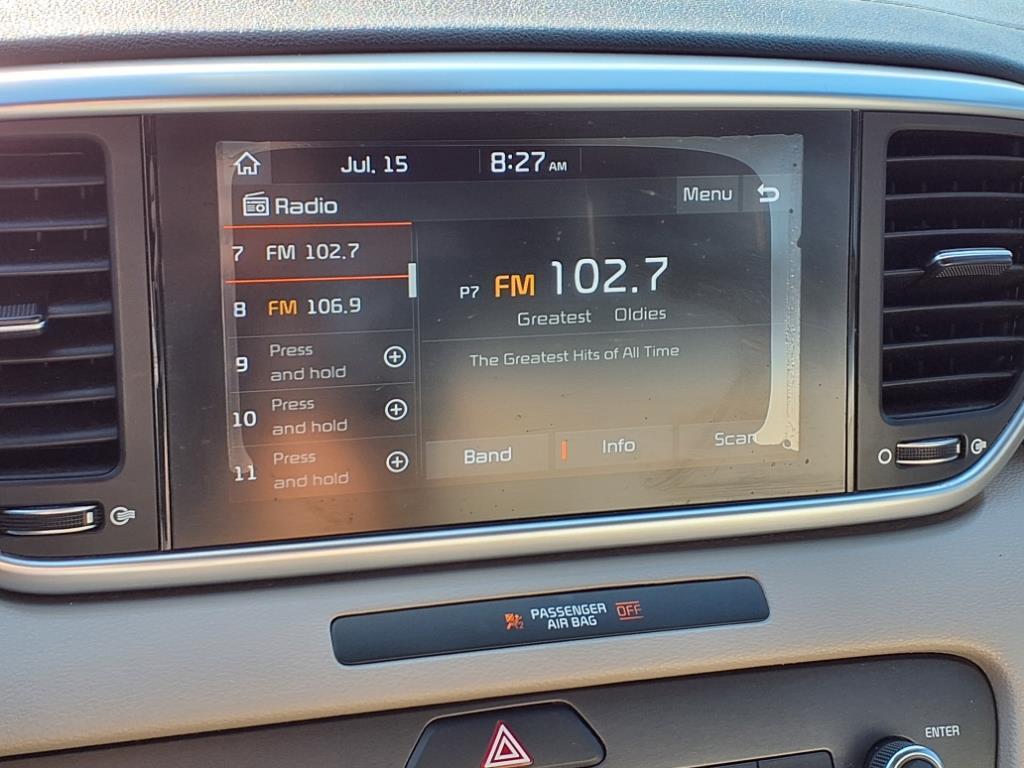 Jul. 15 8:27 AM
Radio Menu
7 FM 102.7
8 FM 106.9
9 Press and hold
10 Press and hold
11 Press and hold
P7 FM 102.7
Greatest Oldies
The Greatest Hits of All Time
Band Info Scan
PASSENGER AIR BAG OFF
ENTER